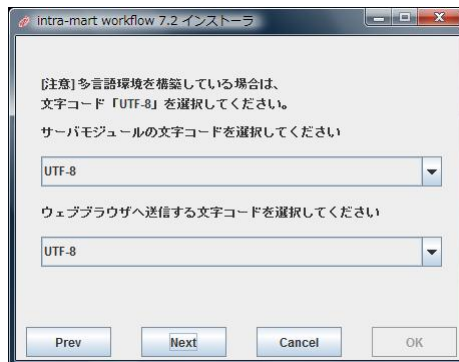 intra-mart workflow 7.2 インストーラ
[注意] 多言語環境を構築している場合は、
文字コード「UTF-8」を選択してください。
サーバモジュールの文字コードを選択してください
UTF-8
ウェブブラウザへ送信する文字コードを選択してください
UTF-8
Prev Next Cancel OK